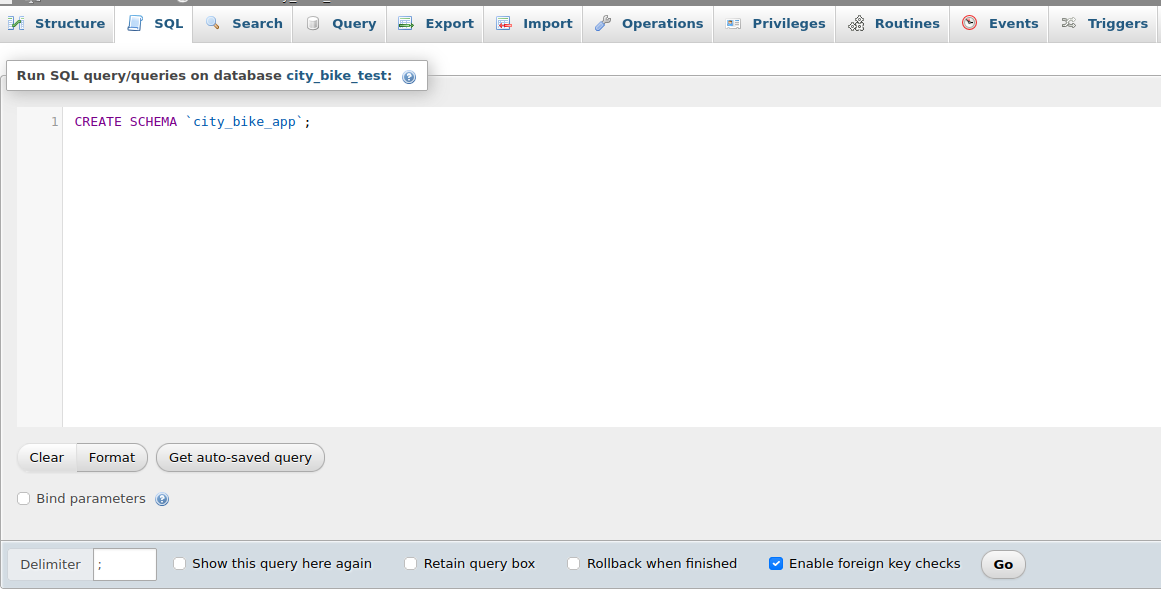 Structure SQL Search Query Export Import Operations Privileges Routines Events Triggers
Run SQL query/queries on database city_bike_test:
1 CREATE SCHEMA `city_bike_app`;
Clear Format Get auto-saved query
Bind parameters
Delimiter ; Show this query here again Retain query box Rollback when finished Enable foreign key checks Go